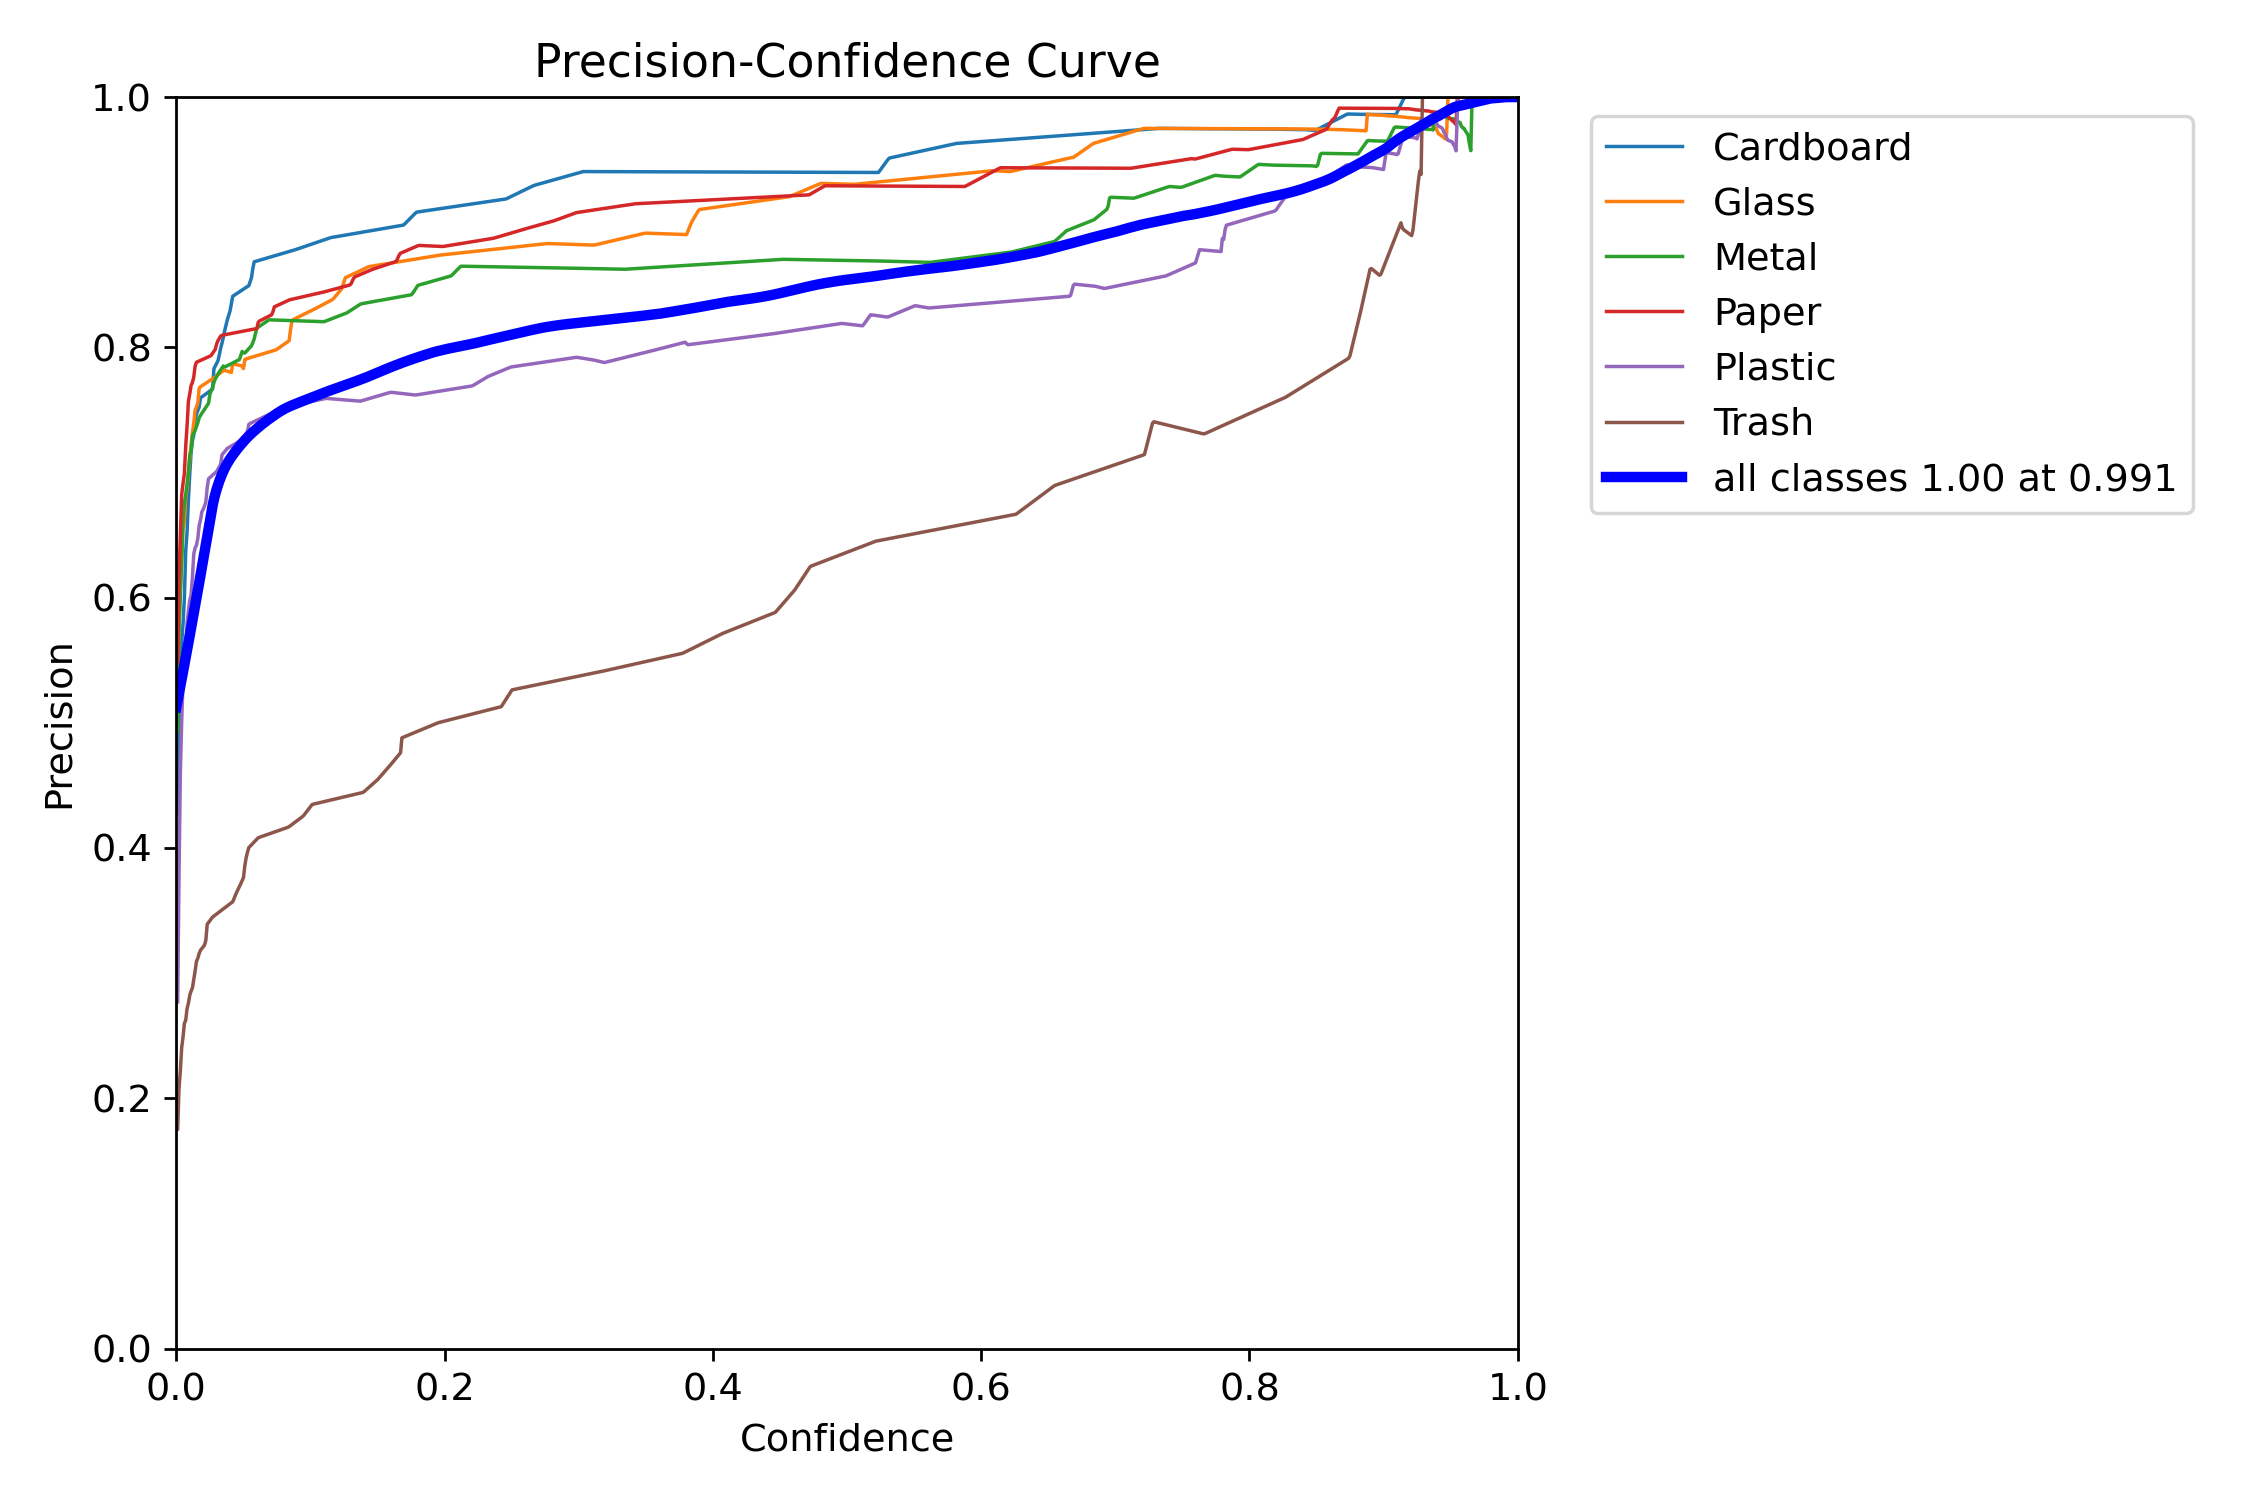 Precision-Confidence Curve
1.0
0.8
0.6
0.4
0.2
0.0
Precision
0.0 0.2 0.4 0.6 0.8 1.0
Confidence
Cardboard
Glass
Metal
Paper
Plastic
Trash
all classes 1.00 at 0.991